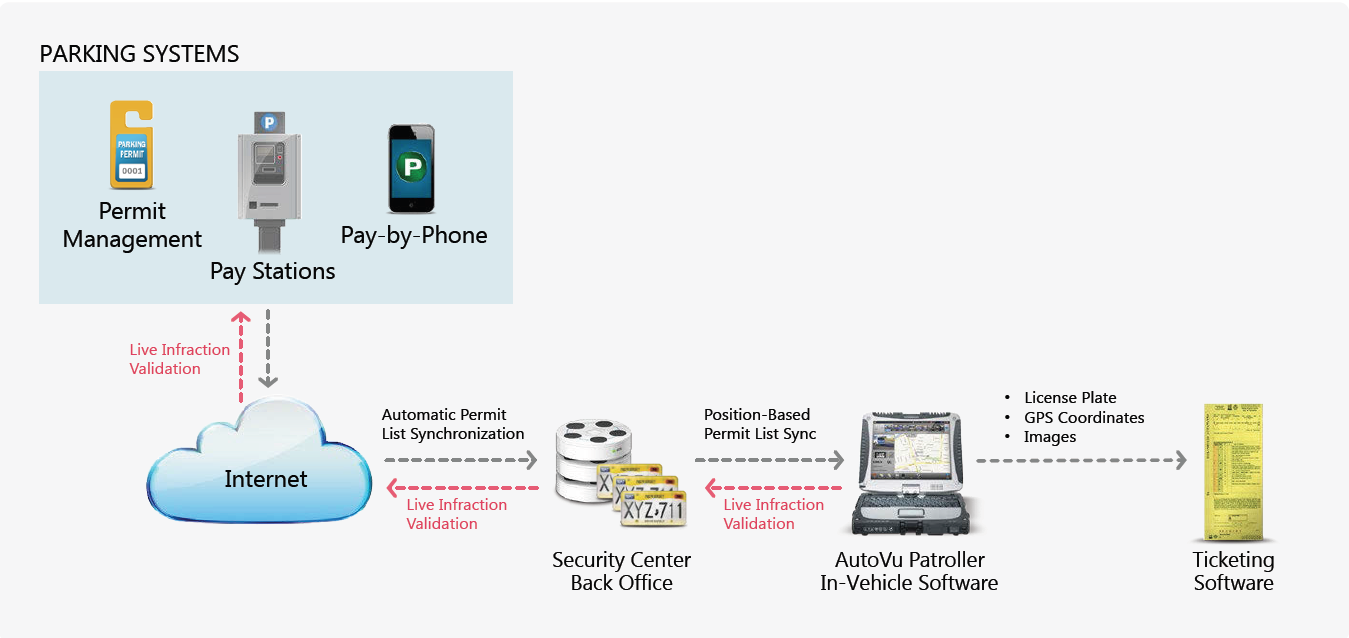 PARKING SYSTEMS
P
PARKING
PERMIT
0001
P
Permit
Management
Pay Stations
Pay-by-Phone
Live Infraction
Validation
Internet
Automatic Permit
List Synchronization
Live Infraction
Validation
XYZ 711
Security Center
Back Office
Position-Based
Permit List Sync
Live Infraction
Validation
AutoVu Patroller
In-Vehicle Software
• License Plate
• GPS Coordinates
• Images
Ticketing
Software